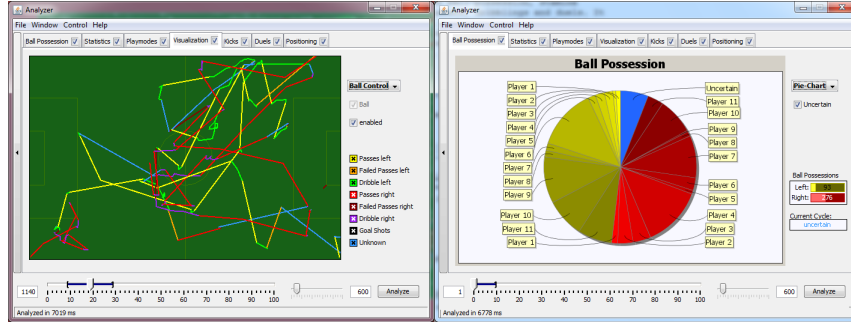 Analyzer
File Window Control Help
Ball Possession Statistics Playmodes Visualization Kicks Duels Positioning
Ball Control
Ball
enabled
Passes left
Failed Passes left
Dribble left
Passes right
Failed Passes right
Dribble right
Goal Shots
Unknown
1140
0 10 20 30 40 50 60 70 80 90 100
600
Analyze
Analyzed in 7019 ms
Analyzer
File Window Control Help
Ball Possession Statistics Playmodes Visualization Kicks Duels Positioning
Ball Possession
Player 1
Player 2
Player 3
Player 4
Player 5
Player 6
Player 7
Player 8
Player 9
Player 10
Player 11
Player 1
Uncertain
Player 11
Player 10
Player 9
Player 8
Player 7
Player 6
Player 5
Player 4
Player 3
Player 2
Pie-Chart
Uncertain
Ball Possessions
Left: 93
Right: 276
Current Cycle:
uncertain
1
0 10 20 30 40 50 60 70 80 90 100
600
Analyze
Analyzed in 6778 ms